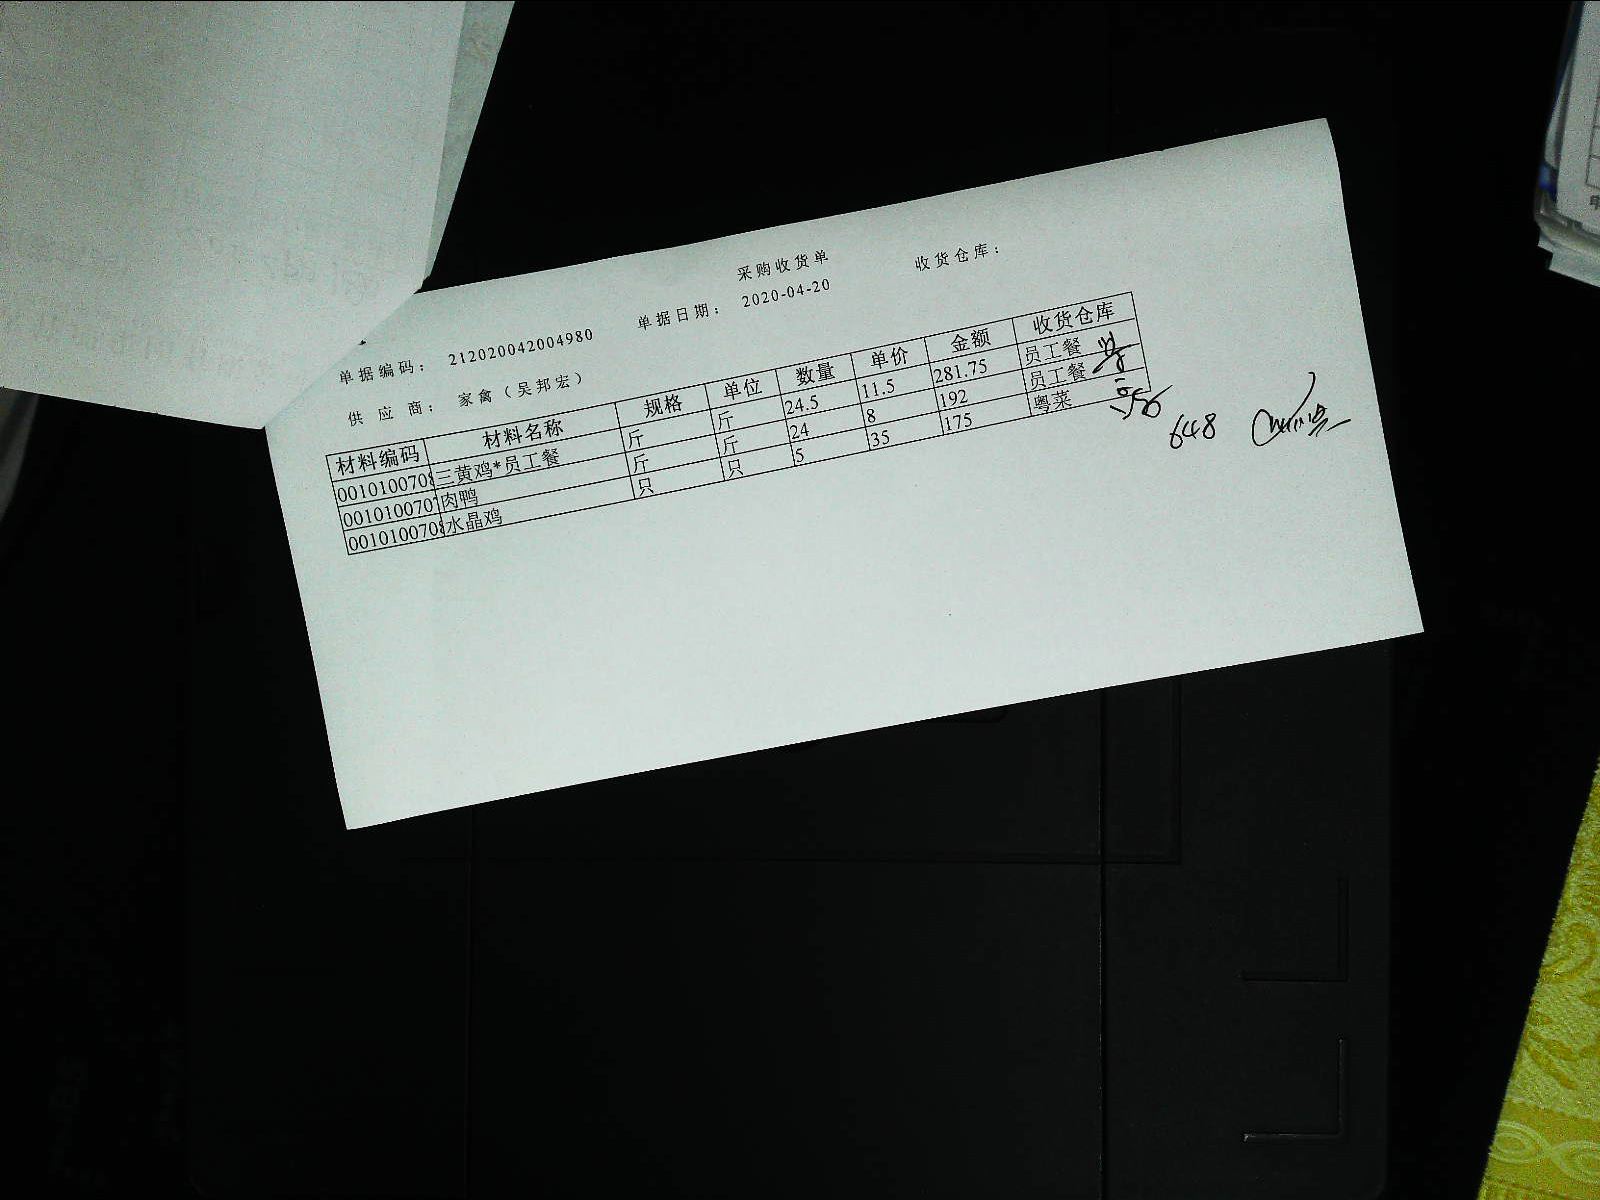 采购收货单
单据编码： 212020042004980 单据日期： 2020-04-20 收货仓库：
供应商： 家禽（吴邦宏）
材料编码 材料名称 规格 单位 数量 单价 金额 收货仓库
0010100708 三黄鸡*员工餐 斤 斤 24.5 11.5 281.75 员工餐
001010070 肉鸭 斤 斤 24 8 192 员工餐
0010100708 水晶鸡 只 只 5 35 175 粤菜
648